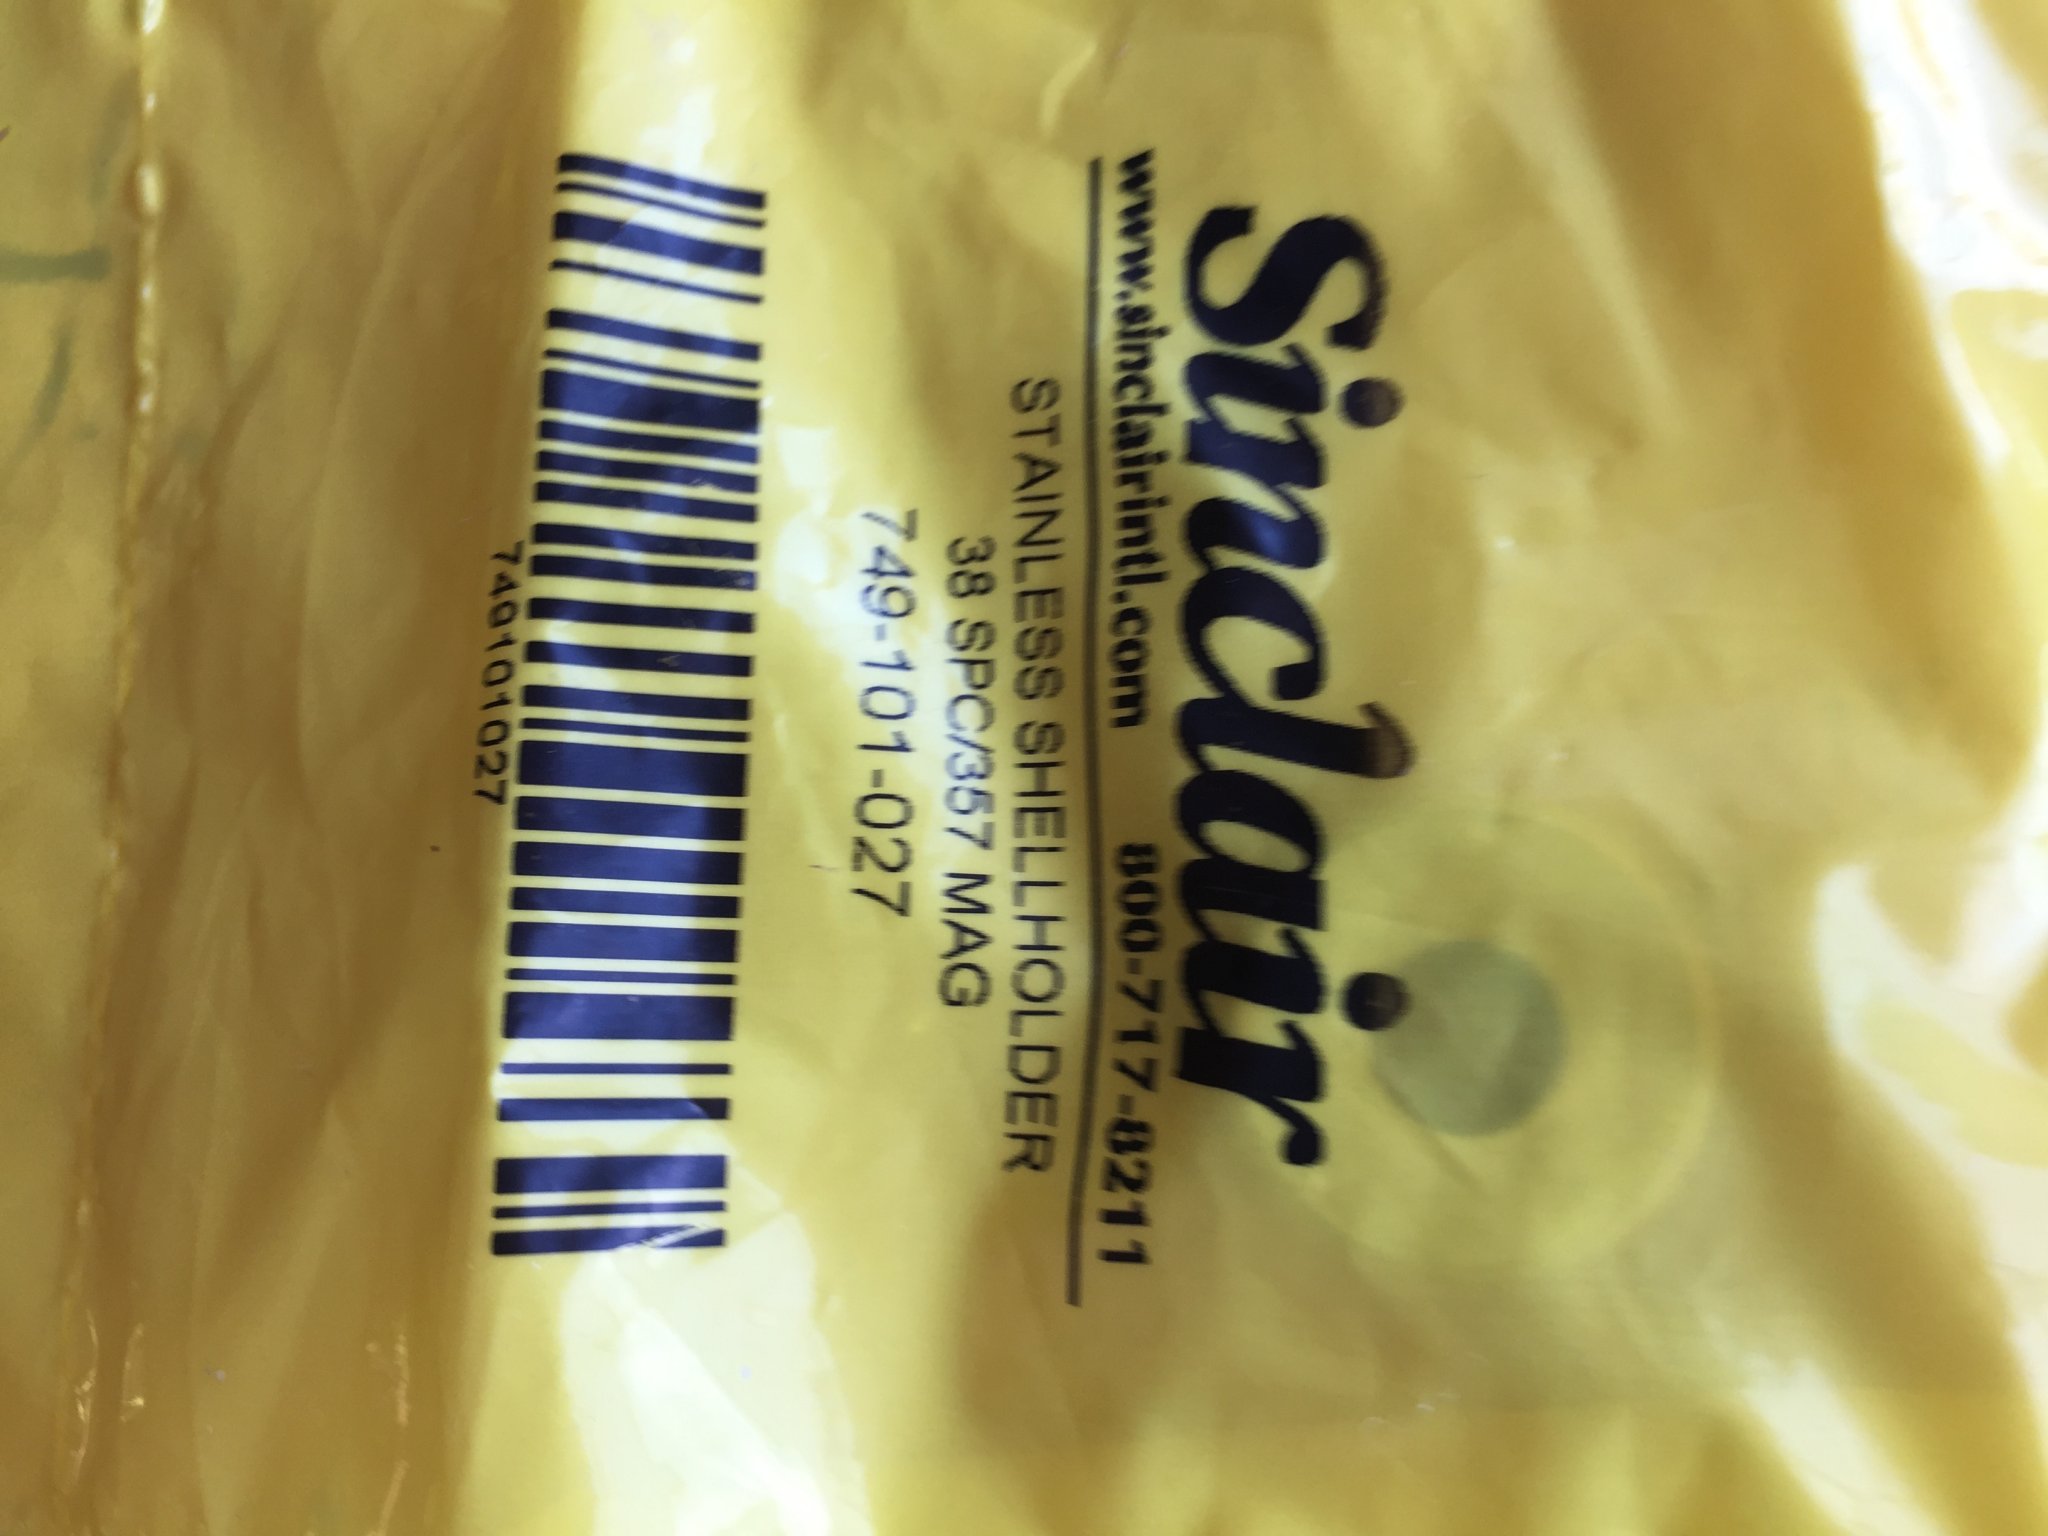 Sinclair
www.sinclairintl.com 800-717-8211
STAINLESS SHELLHOLDER
38 SPC/357 MAG
749-101-027
749101027